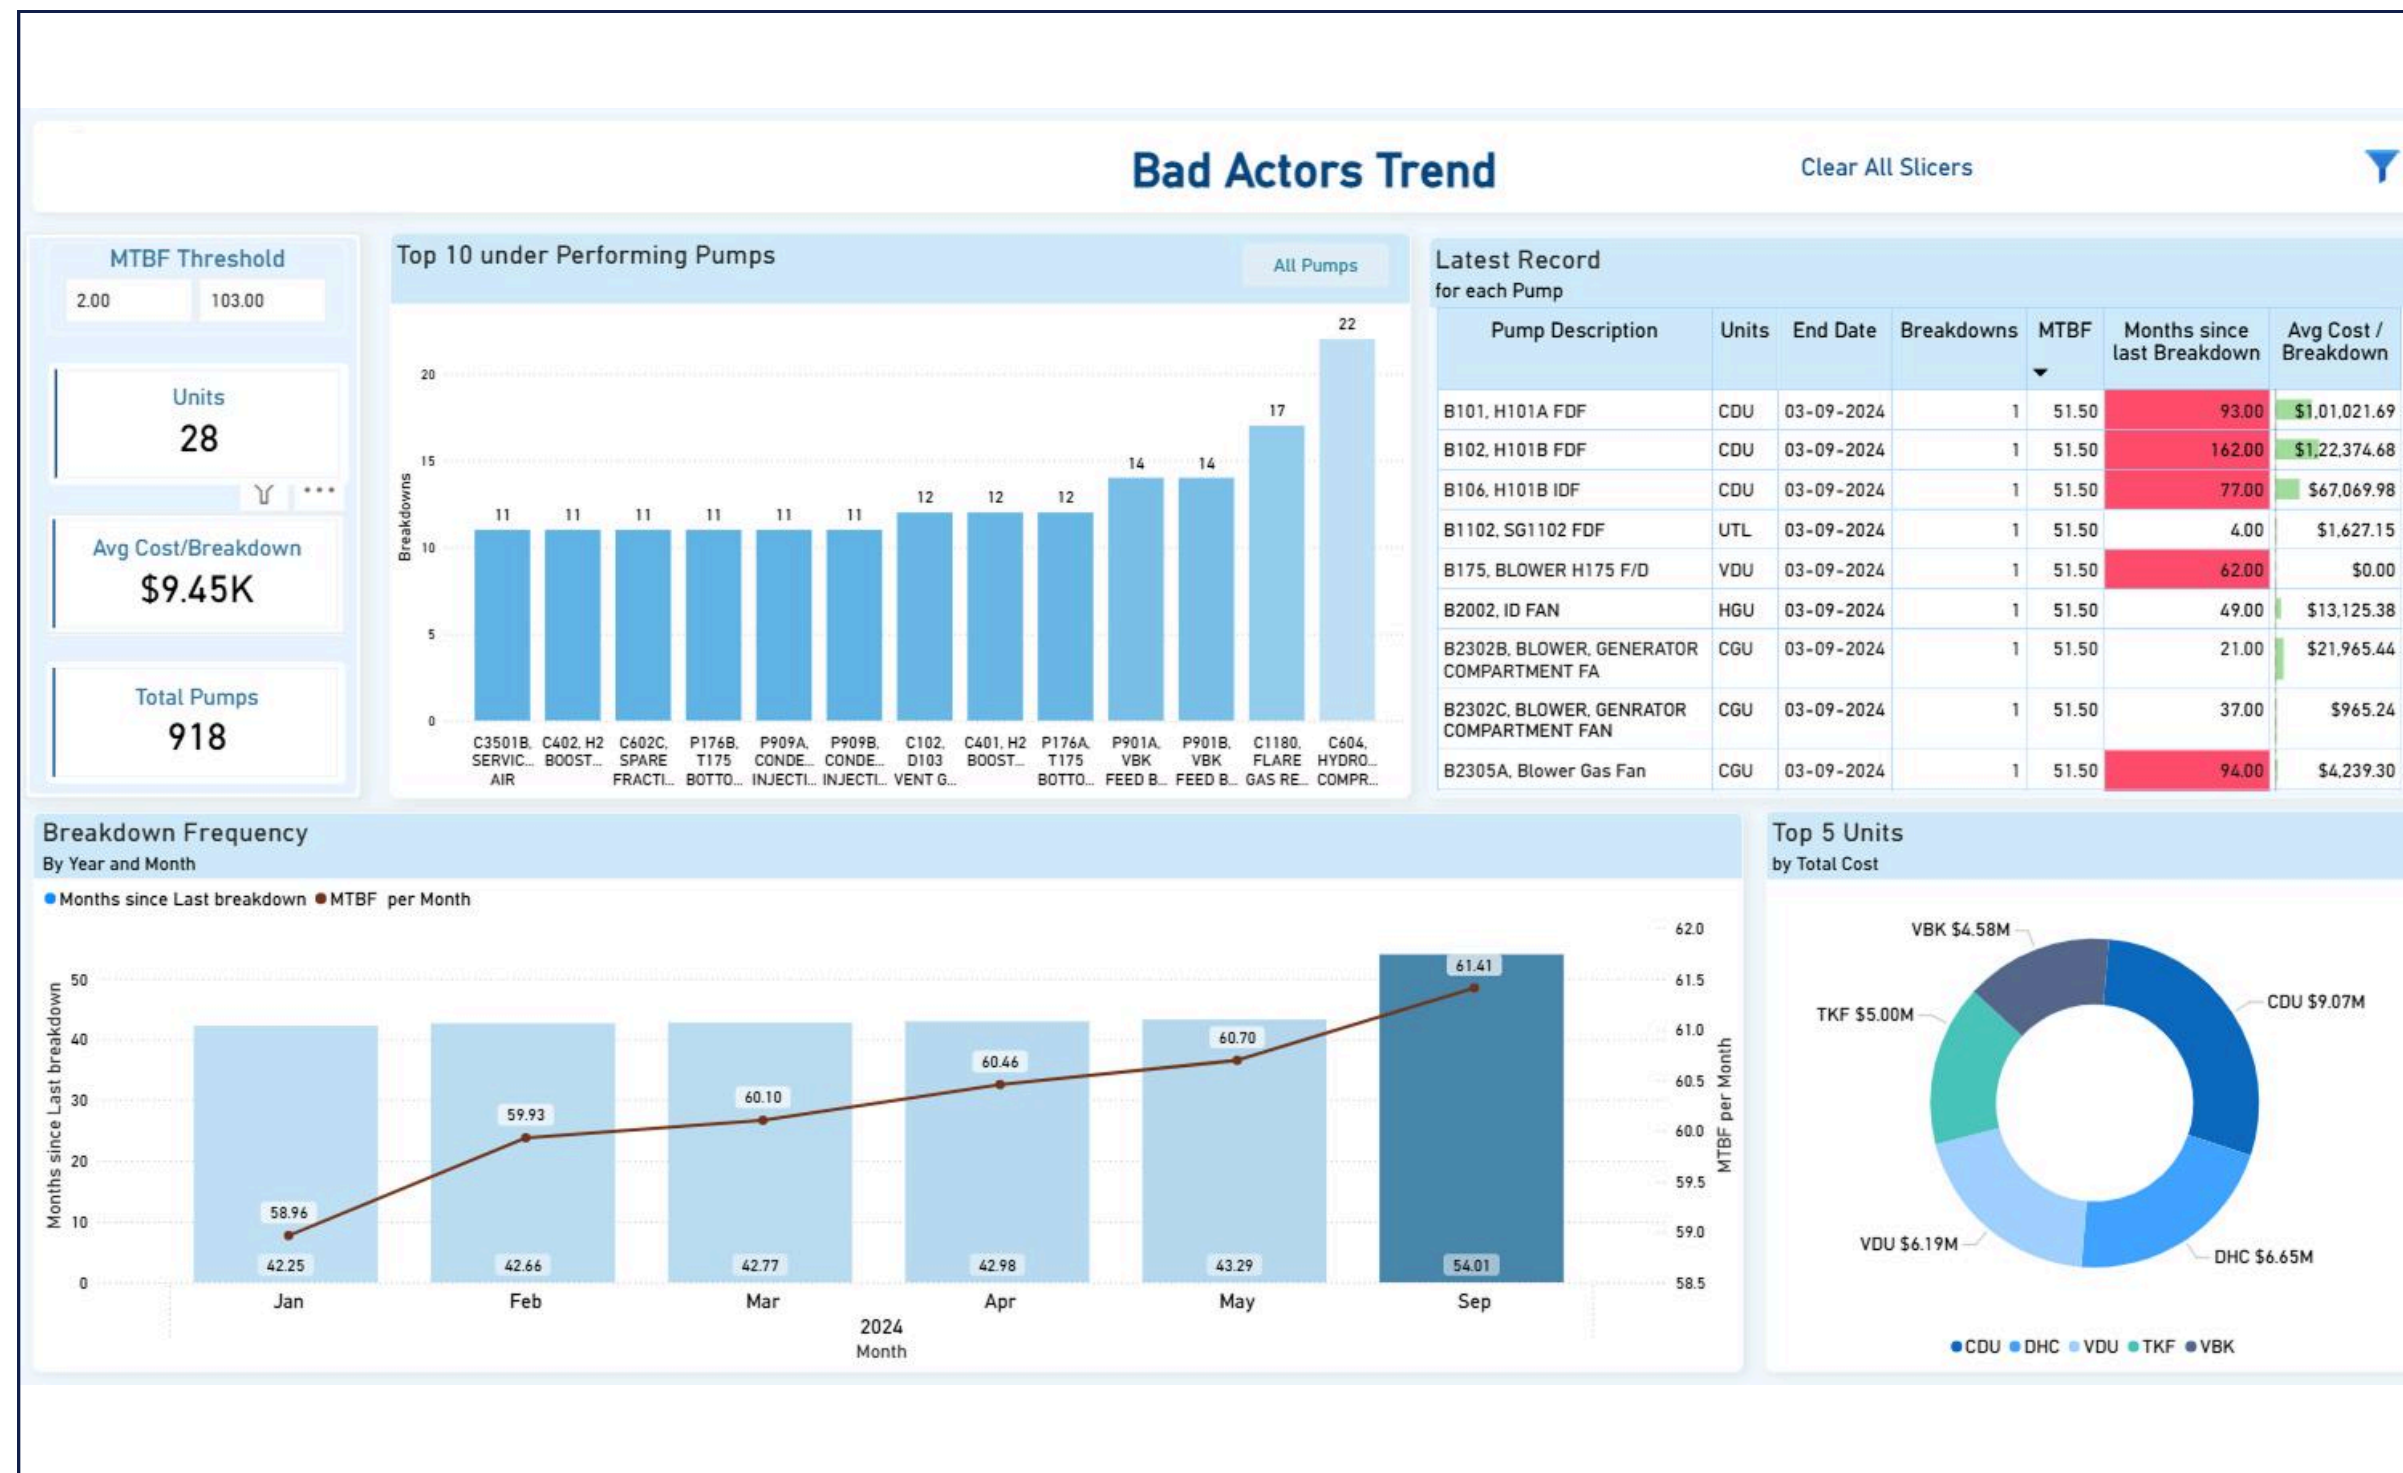 Bad Actors Trend
Clear All Slicers
MTBF Threshold
2.00 103.00
Units
28
Avg Cost/Breakdown
$9.45K
Total Pumps
918
Top 10 under Performing Pumps
All Pumps
Breakdowns
20
15
10
5
0
11 11 11 11 11 11 12 12 12 14 14 17 22
C3501B, SERVIC... AIR
C402, H2 BOOST...
C602C, SPARE FRACTI...
P176B, T175 BOTTO...
P909A, CONDE... INJECTI...
P909B, CONDE... INJECTI...
C102, D103 VENT G...
C401, H2 BOOST...
P176A, T175 BOTTO...
P901A, VBK FEED B...
P901B, VBK FEED B...
C1180, FLARE GAS RE...
C604, HYDRO... COMPR...
Latest Record
for each Pump
Pump Description Units End Date Breakdowns MTBF Months since last Breakdown Avg Cost / Breakdown
B101, H101A FDF CDU 03-09-2024 1 51.50 93.00 $1,01,021.69
B102, H101B FDF CDU 03-09-2024 1 51.50 162.00 $1,22,374.68
B106, H101B IDF CDU 03-09-2024 1 51.50 77.00 $67,069.98
B1102, SG1102 FDF UTL 03-09-2024 1 51.50 4.00 $1,627.15
B175, BLOWER H175 F/D VDU 03-09-2024 1 51.50 62.00 $0.00
B2002, ID FAN HGU 03-09-2024 1 51.50 49.00 $13,125.38
B2302B, BLOWER, GENERATOR CGU 03-09-2024 1 51.50 21.00 $21,965.44
COMPARTMENT FA
B2302C, BLOWER, GENRATOR CGU 03-09-2024 1 51.50 37.00 $965.24
COMPARTMENT FAN
B2305A, Blower Gas Fan CGU 03-09-2024 1 51.50 94.00 $4,239.30
Breakdown Frequency
By Year and Month
Months since Last breakdown MTBF per Month
Months since Last breakdown
50
40
30
20
10
0
58.96 59.93 60.10 60.46 60.70 61.41
42.25 42.66 42.77 42.98 43.29 54.01
Jan Feb Mar Apr May Sep
2024
Month
62.0
61.5
61.0
60.5
60.0
59.5
59.0
58.5
MTBF per Month
Top 5 Units
by Total Cost
VBK $4.58M
CDU $9.07M
TKF $5.00M
VDU $6.19M
DHC $6.65M
CDU DHC VDU TKF VBK